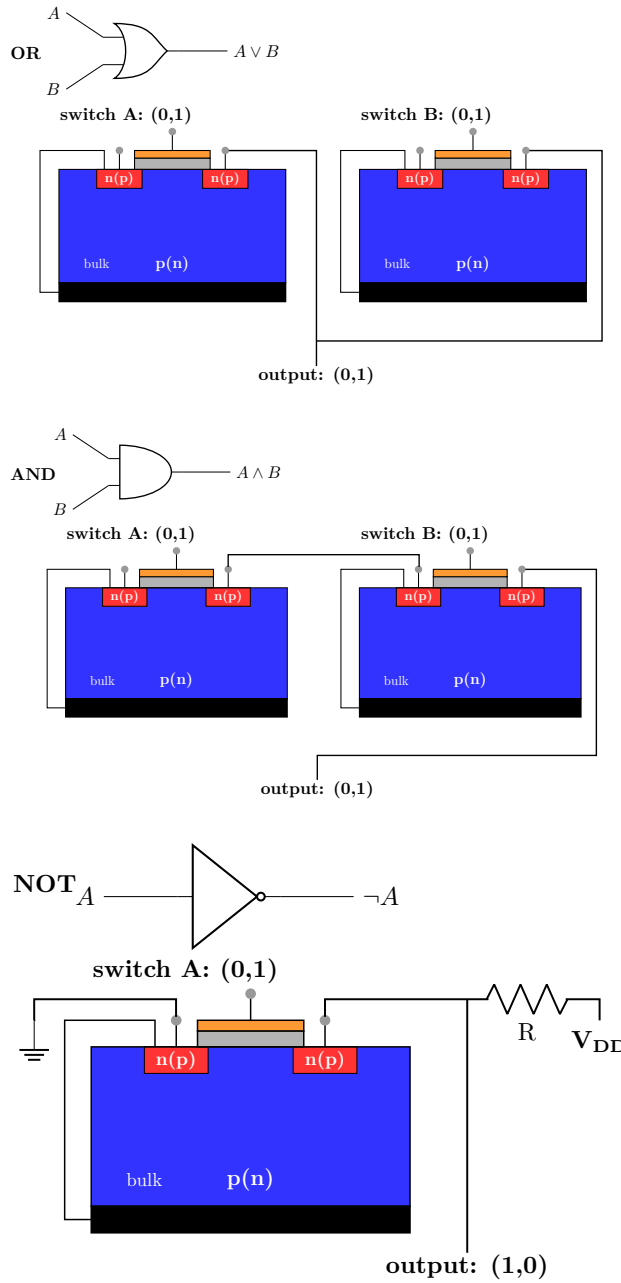 A
OR
A ∨ B
B
switch A: (0,1) switch B: (0,1)
n(p) n(p) n(p) n(p)
bulk p(n) bulk p(n)
output: (0,1)
A
AND
A ∧ B
B
switch A: (0,1) switch B: (0,1)
n(p) n(p) n(p) n(p)
bulk p(n) bulk p(n)
output: (0,1)
NOT A ¬A
switch A: (0,1)
R V_DD
n(p) n(p)
bulk p(n)
output: (1,0)